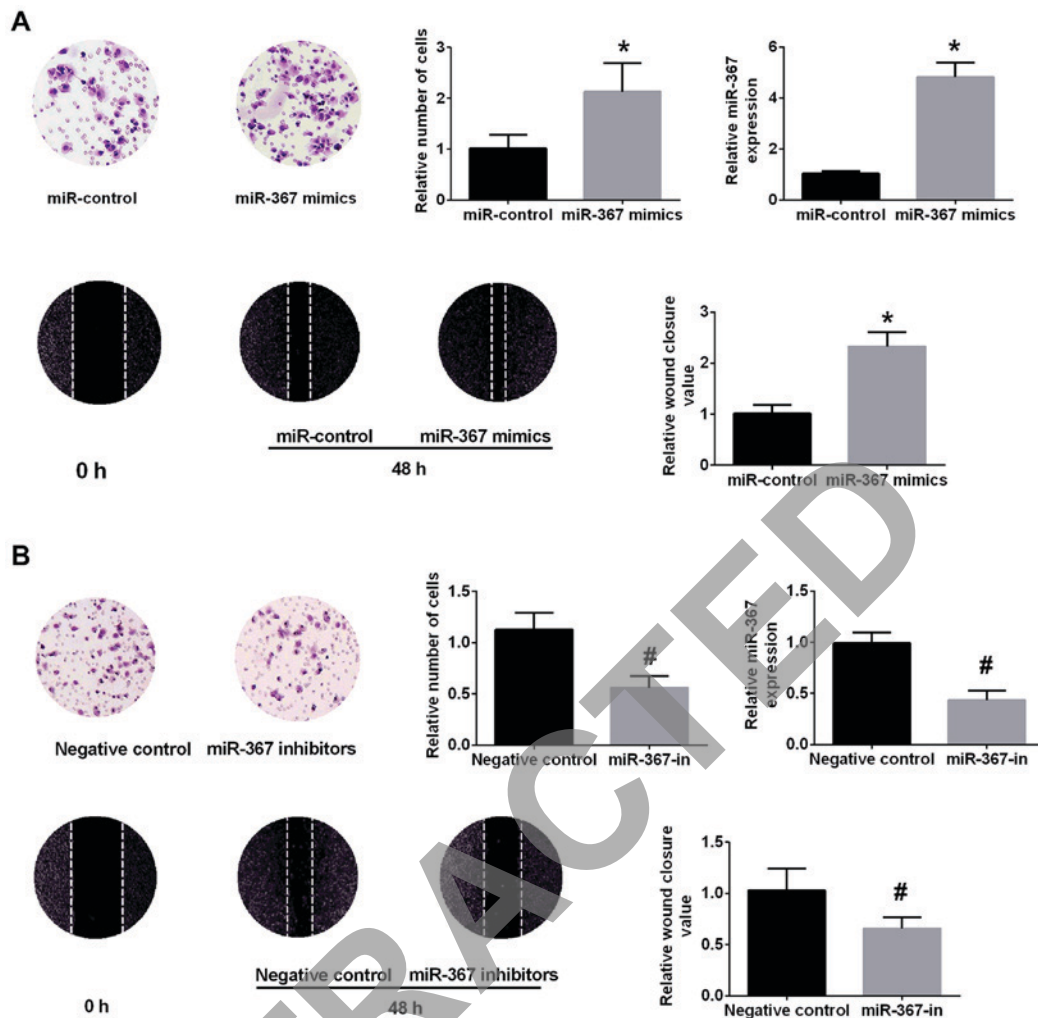 A
Relative number of cells
3
2
1
0
*
miR-control miR-367 mimics
Relative miR-367
expression
6
4
2
0
*
miR-control miR-367 mimics
miR-control miR-367 mimics
0 h
miR-control miR-367 mimics
48 h
Relative wound closure
value
3
2
1
0
*
miR-control miR-367 mimics
B
Negative control miR-367 inhibitors
Relative number of cells
1.5
1.0
0.5
0.0
#
Negative control miR-367-in
Relative miR-367
expression
1.5
1.0
0.5
0.0
#
Negative control miR-367-in
0 h
Negative control miR-367 inhibitors
48 h
Relative wound closure
value
1.5
1.0
0.5
0.0
#
Negative control miR-367-in
TRACTED